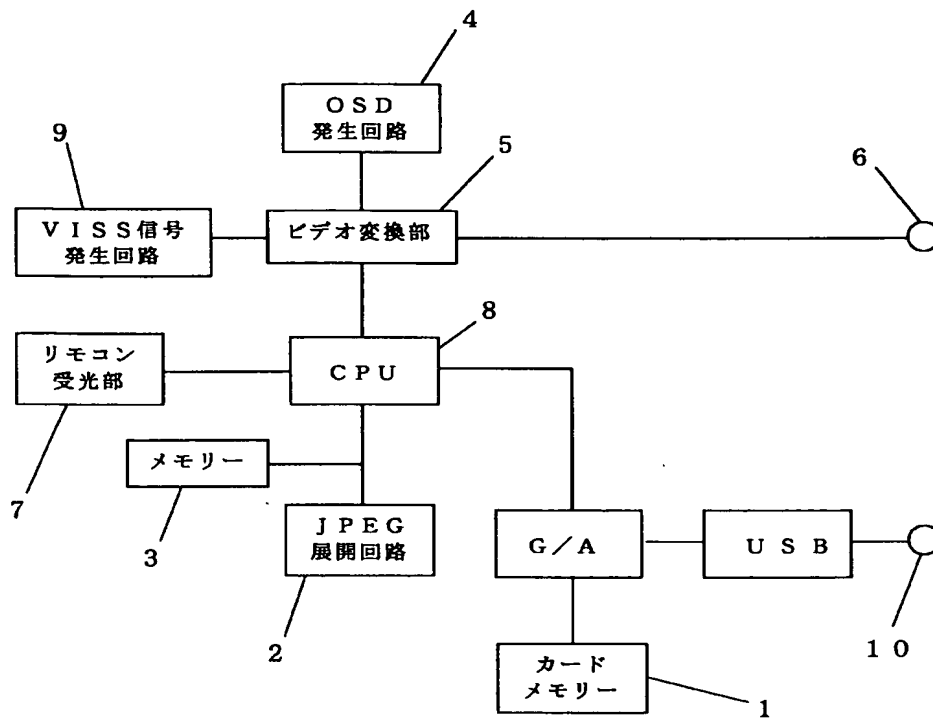 4
OSD
発生回路
9
5
6
VISS信号
発生回路
ビデオ変換部
8
リモコン
受光部
CPU
メモリー
7
3
JPEG
展開回路
G/A
USB
2
10
カード
メモリー
1